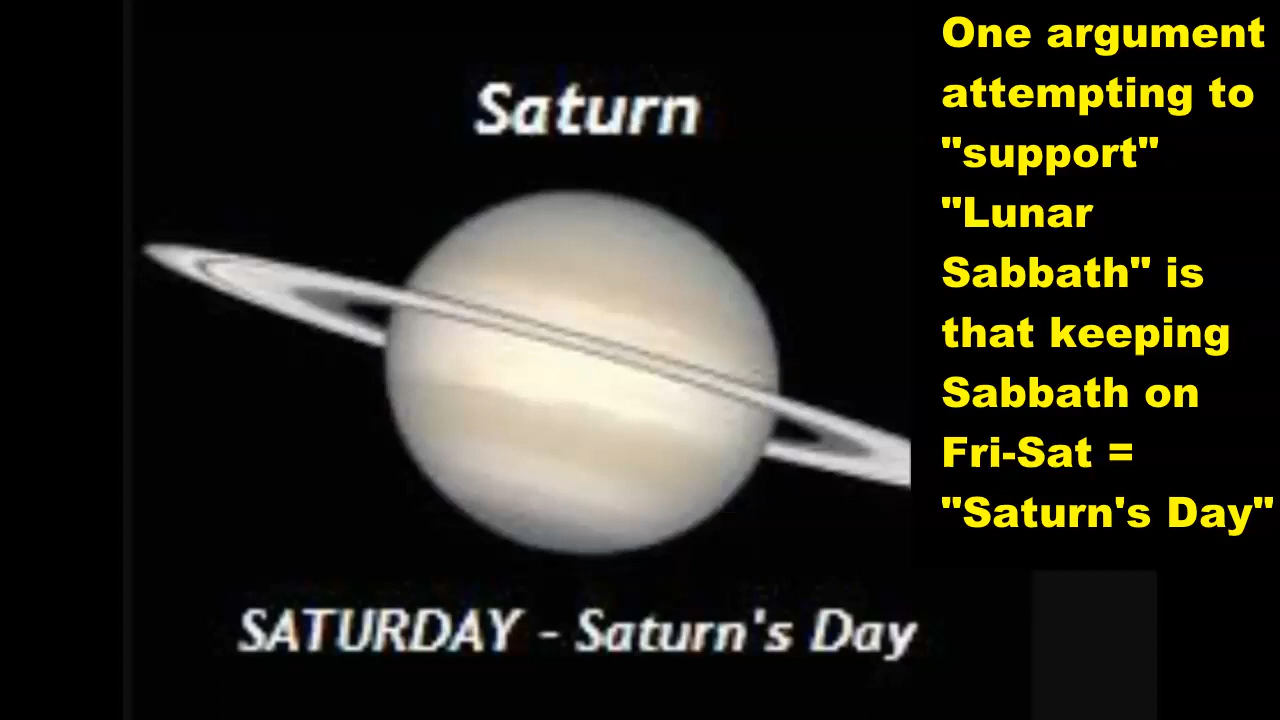 Saturn
SATURDAY - Saturn's Day
One argument
attempting to
"support"
"Lunar
Sabbath" is
that keeping
Sabbath on
Fri-Sat =
"Saturn's Day"